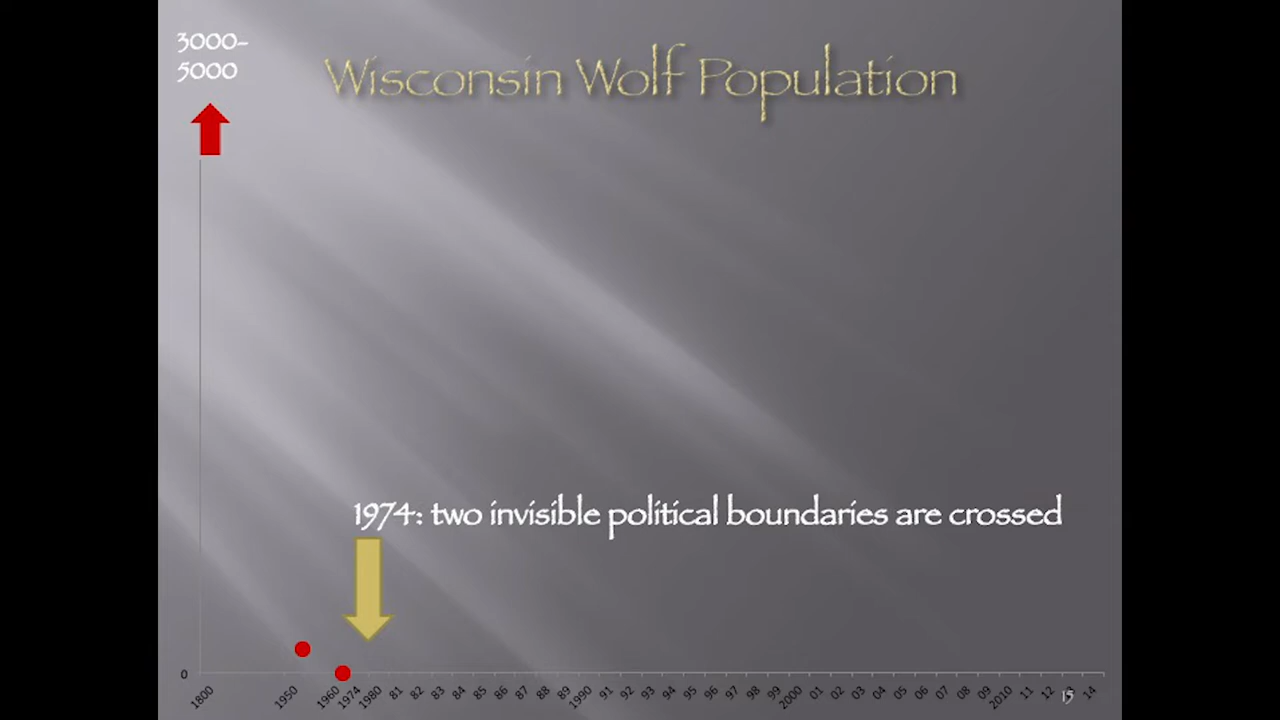 3000-
5000
Wisconsin Wolf Population
1974: two invisible political boundaries are crossed
0
1800 1950 1960 1974 1980 81 82 83 84 85 86 87 88 89 1990 91 92 93 94 95 96 97 98 99 2000 01 02 03 04 05 06 07 08 09 2010 11 12 13 14
15